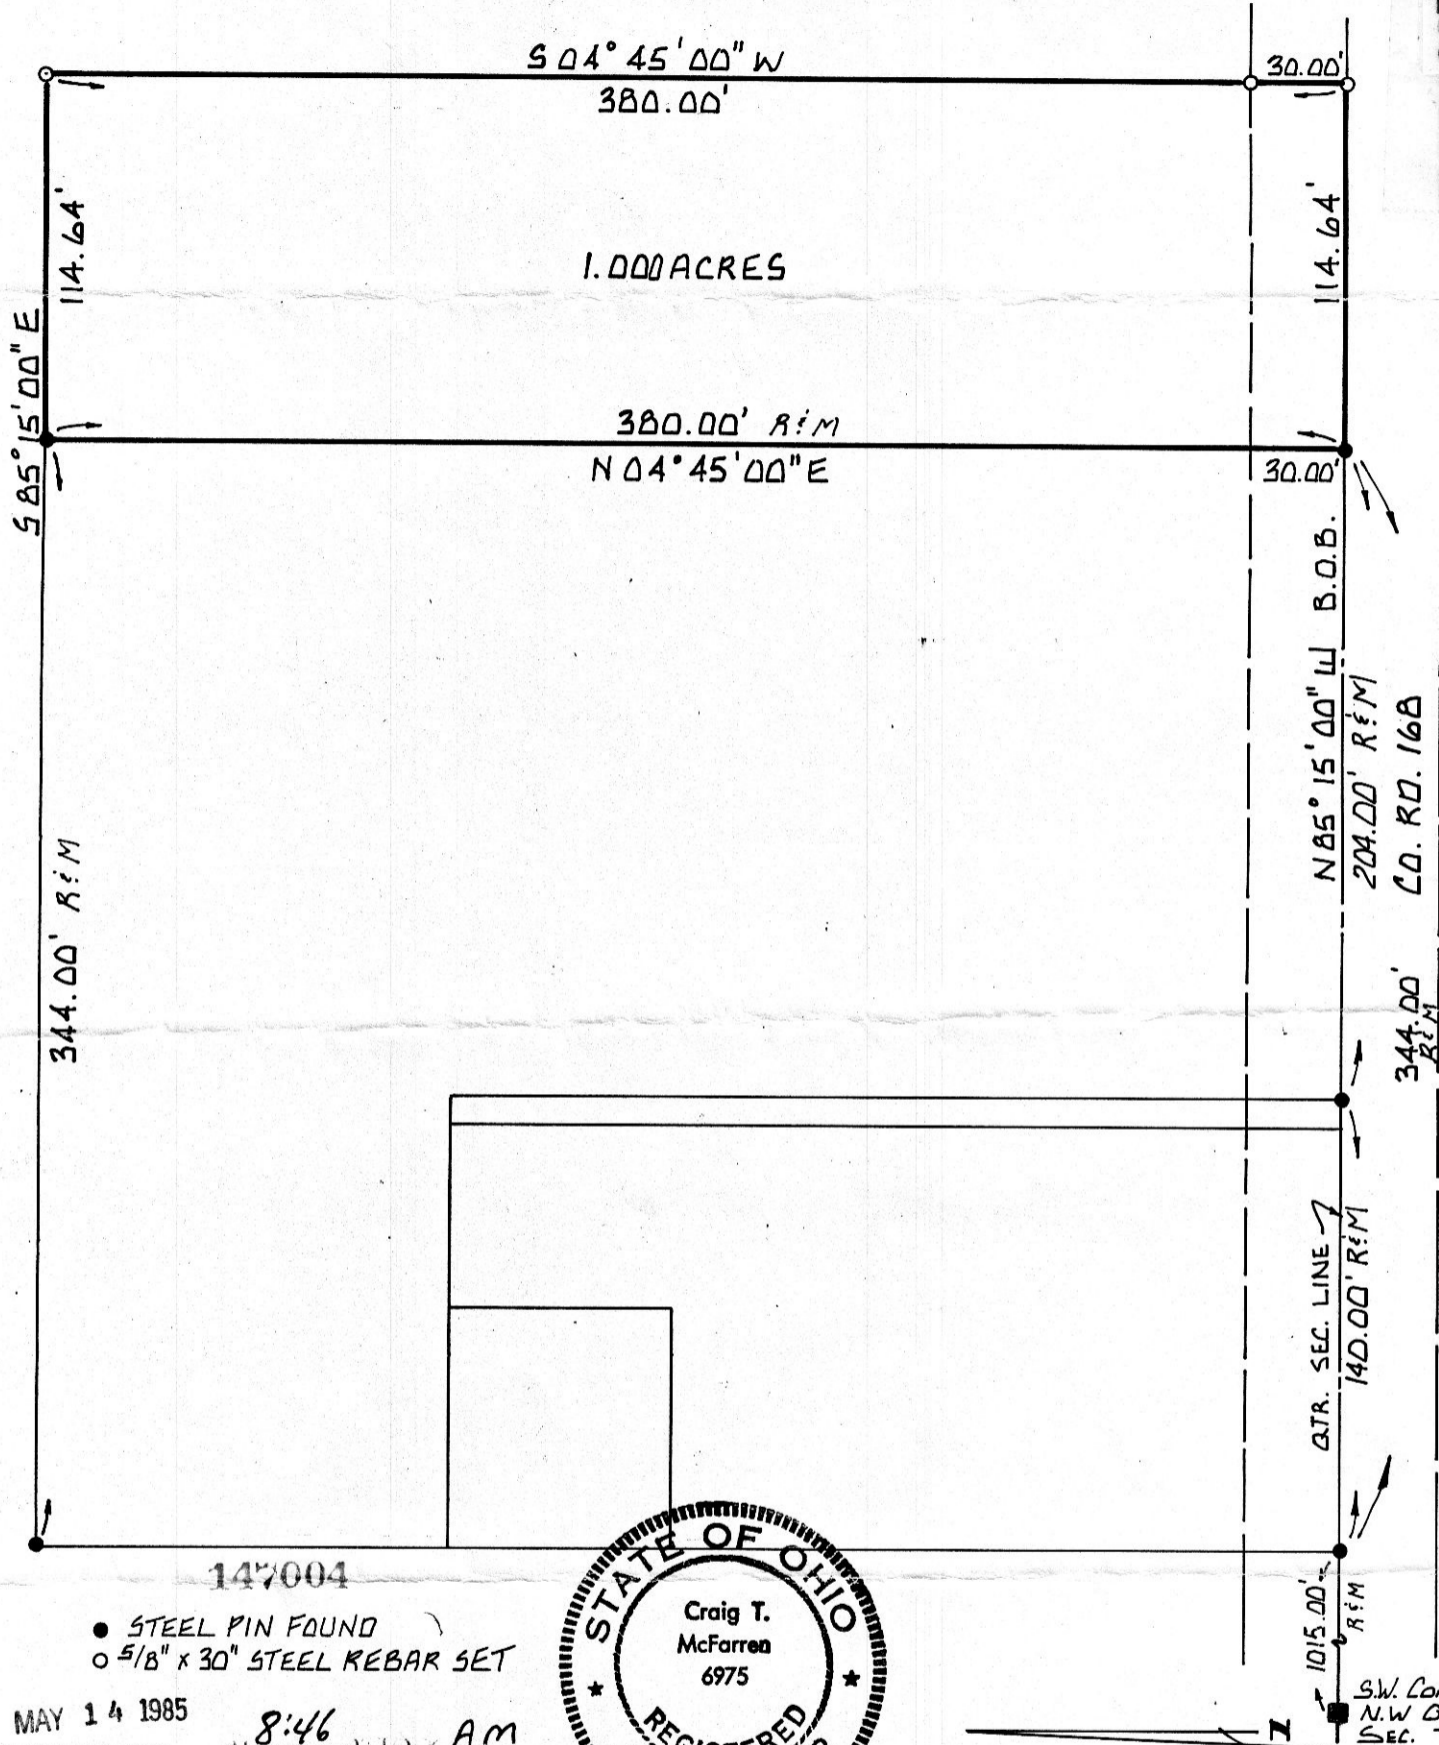 S 04° 45' 00" W
30.00'
380.00'
114.64'
114.64'
1.000 ACRES
S 85° 15' 00" E
380.00' R&M
N 04° 45' 00" E
30.00'
N 85° 15' 00" W B.O.B.
204.00' R&M
CO. RD. 16B
344.00' R&M
344.00'
R&M
QTR. SEC. LINE
140.00' R&M
147004
STATE OF OHIO
Craig T.
McFarren
6975
REGISTERED
STEEL PIN FOUND
5/8" x 30" STEEL REBAR SET
1015.00'
R&M
MAY 14 1985
8:46 AM
S.W.
N.W
SEC.
N